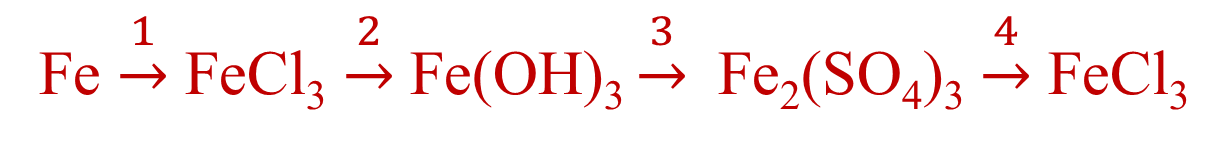 Fe →¹ FeCl₃ →² Fe(OH)₃ →³ Fe₂(SO₄)₃ →⁴ FeCl₃